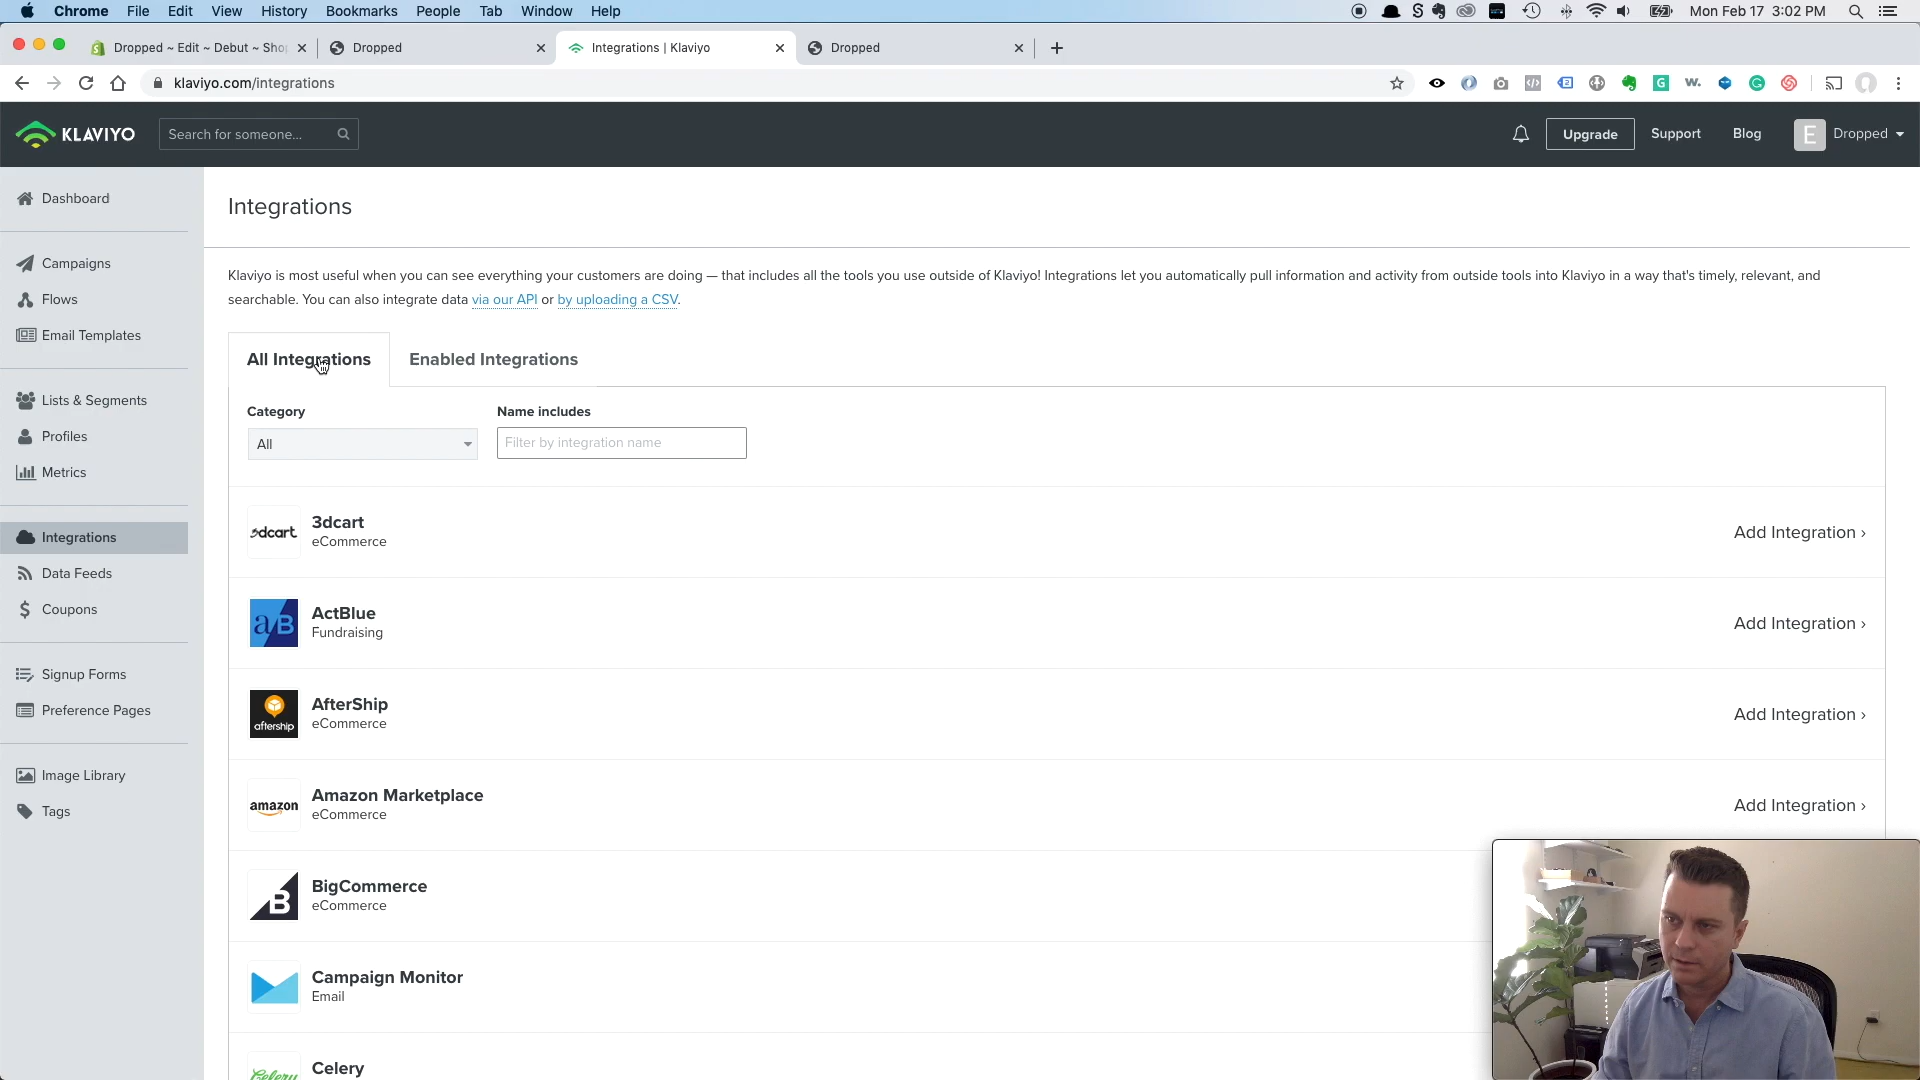 Chrome File Edit View History Bookmarks People Tab Window Help
Mon Feb 17 3:02 PM
Dropped ~ Edit ~ Debut ~ Sho
Dropped
Integrations | Klaviyo
Dropped
klaviyo.com/integrations
KLAVIYO
Search for someone...
Upgrade
Support
Blog
E
Dropped
Dashboard
Campaigns
Flows
Email Templates
Lists & Segments
Profiles
Metrics
Integrations
Data Feeds
Coupons
Signup Forms
Preference Pages
Image Library
Tags
Integrations
Klaviyo is most useful when you can see everything your customers are doing — that includes all the tools you use outside of Klaviyo! Integrations let you automatically pull information and activity from outside tools into Klaviyo in a way that's timely, relevant, and
searchable. You can also integrate data via our API or by uploading a CSV.
All Integrations
Enabled Integrations
Category
Name includes
All
Filter by integration name
3dcart
3dcart
eCommerce
Add Integration ›
a/B
ActBlue
Fundraising
Add Integration ›
aftership
AfterShip
eCommerce
Add Integration ›
amazon
Amazon Marketplace
eCommerce
Add Integration ›
B
BigCommerce
eCommerce
Campaign Monitor
Email
Celery
Celery